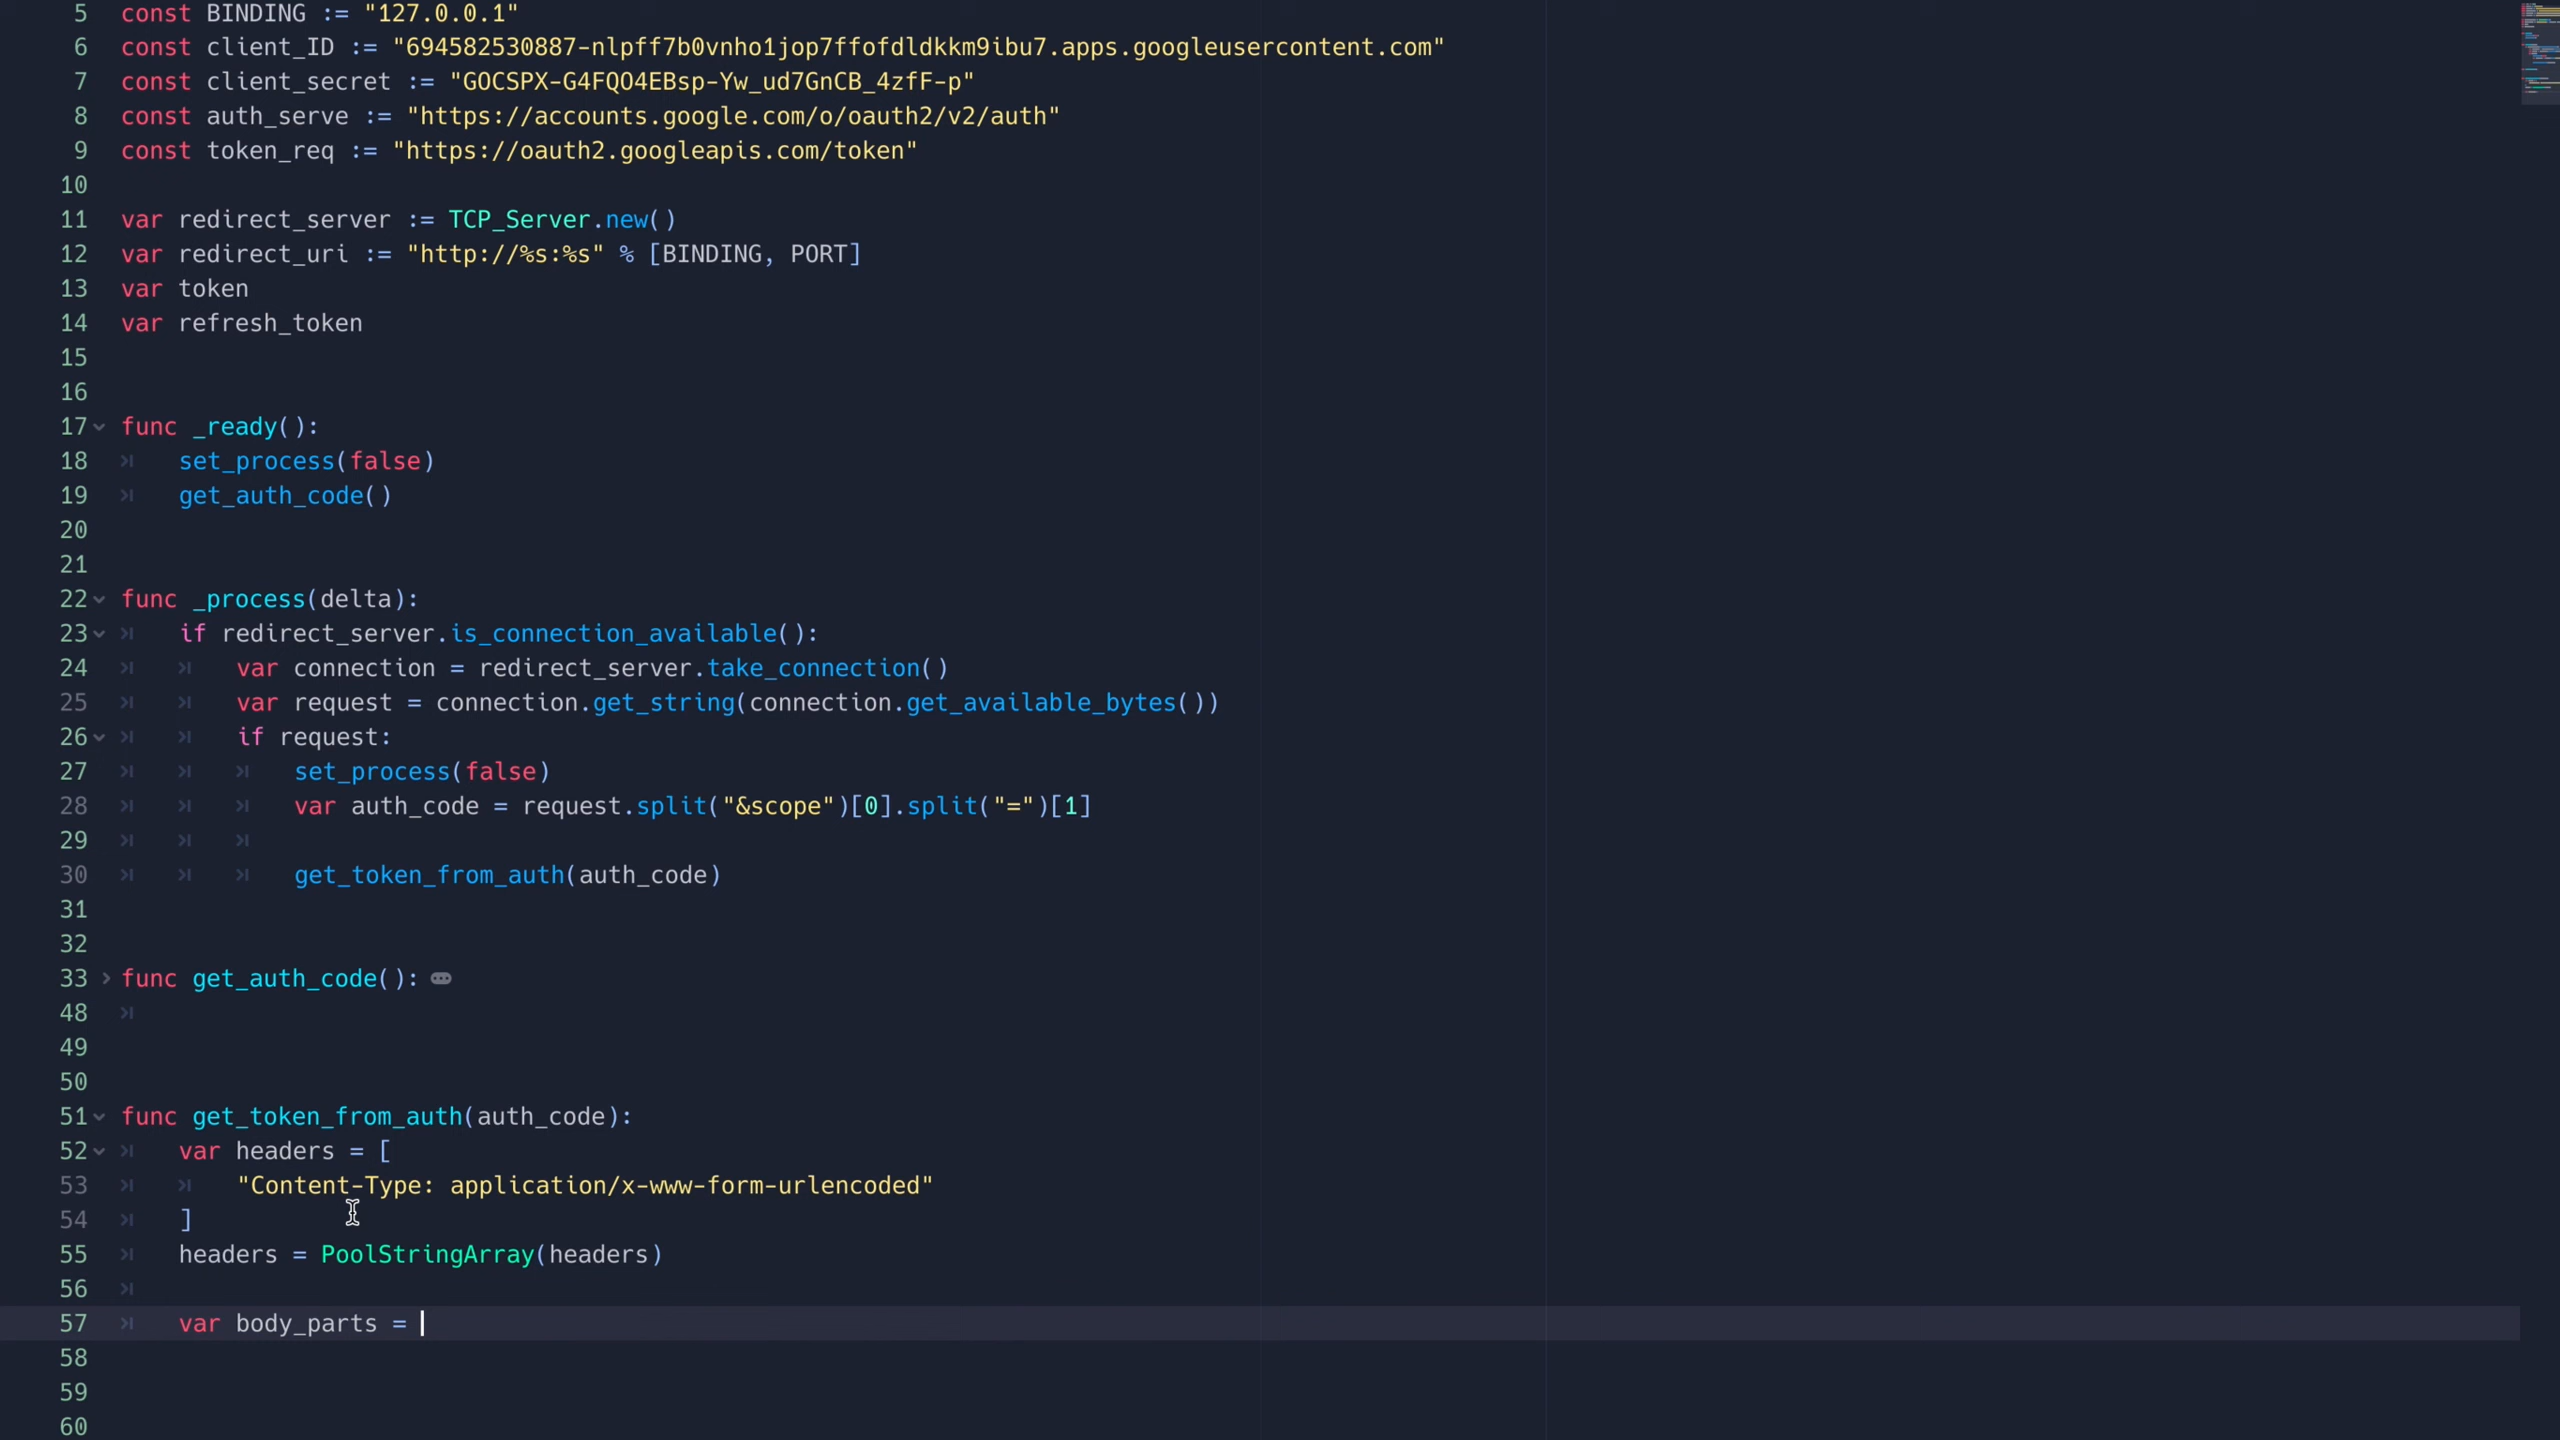 5 const BINDING := "127.0.0.1"
6 const client_ID := "694582530887-nlpff7b0vnho1jop7ffofdldkkm9ibu7.apps.googleusercontent.com"
7 const client_secret := "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"
8 const auth_serve := "https://accounts.google.com/o/oauth2/v2/auth"
9 const token_req := "https://oauth2.googleapis.com/token"
10
11 var redirect_server := TCP_Server.new()
12 var redirect_uri := "http://%s:%s" % [BINDING, PORT]
13 var token
14 var refresh_token
15
16
17 func _ready():
18 set_process(false)
19 get_auth_code()
20
21
22 func _process(delta):
23 if redirect_server.is_connection_available():
24 var connection = redirect_server.take_connection()
25 var request = connection.get_string(connection.get_available_bytes())
26 if request:
27 set_process(false)
28 var auth_code = request.split("&scope")[0].split("=")[1]
29
30 get_token_from_auth(auth_code)
31
32
33 func get_auth_code():
48
49
50
51 func get_token_from_auth(auth_code):
52 var headers = [
53 "Content-Type: application/x-www-form-urlencoded"
54 ]
55 headers = PoolStringArray(headers)
56
57 var body_parts =
58
59
60